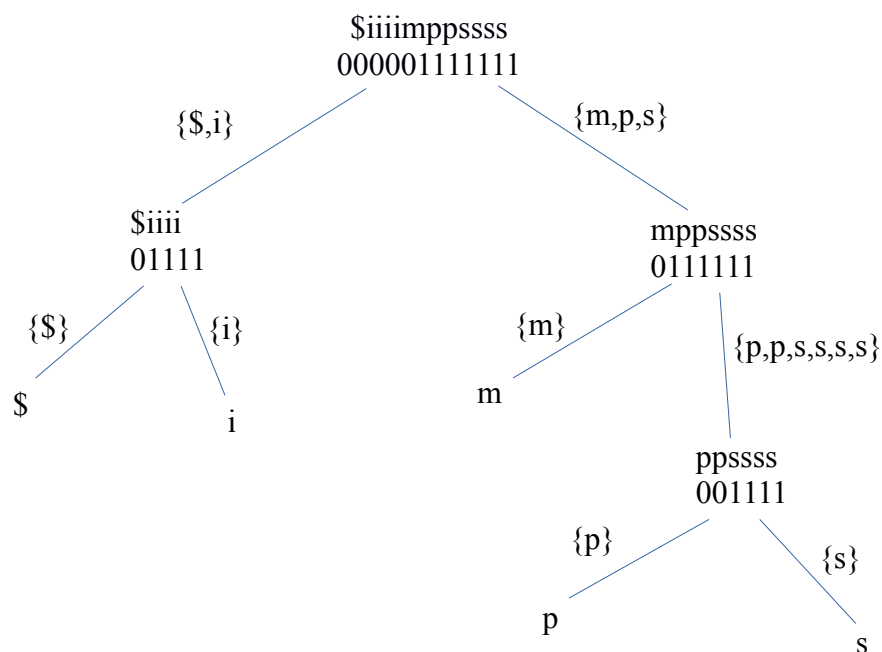 $iiiimppssss
000001111111
{$,i}
{m,p,s}
$iiii
01111
mppssss
0111111
{$}
{i}
{m}
{p,p,s,s,s,s}
$
i
m
ppssss
001111
{p}
{s}
p
s